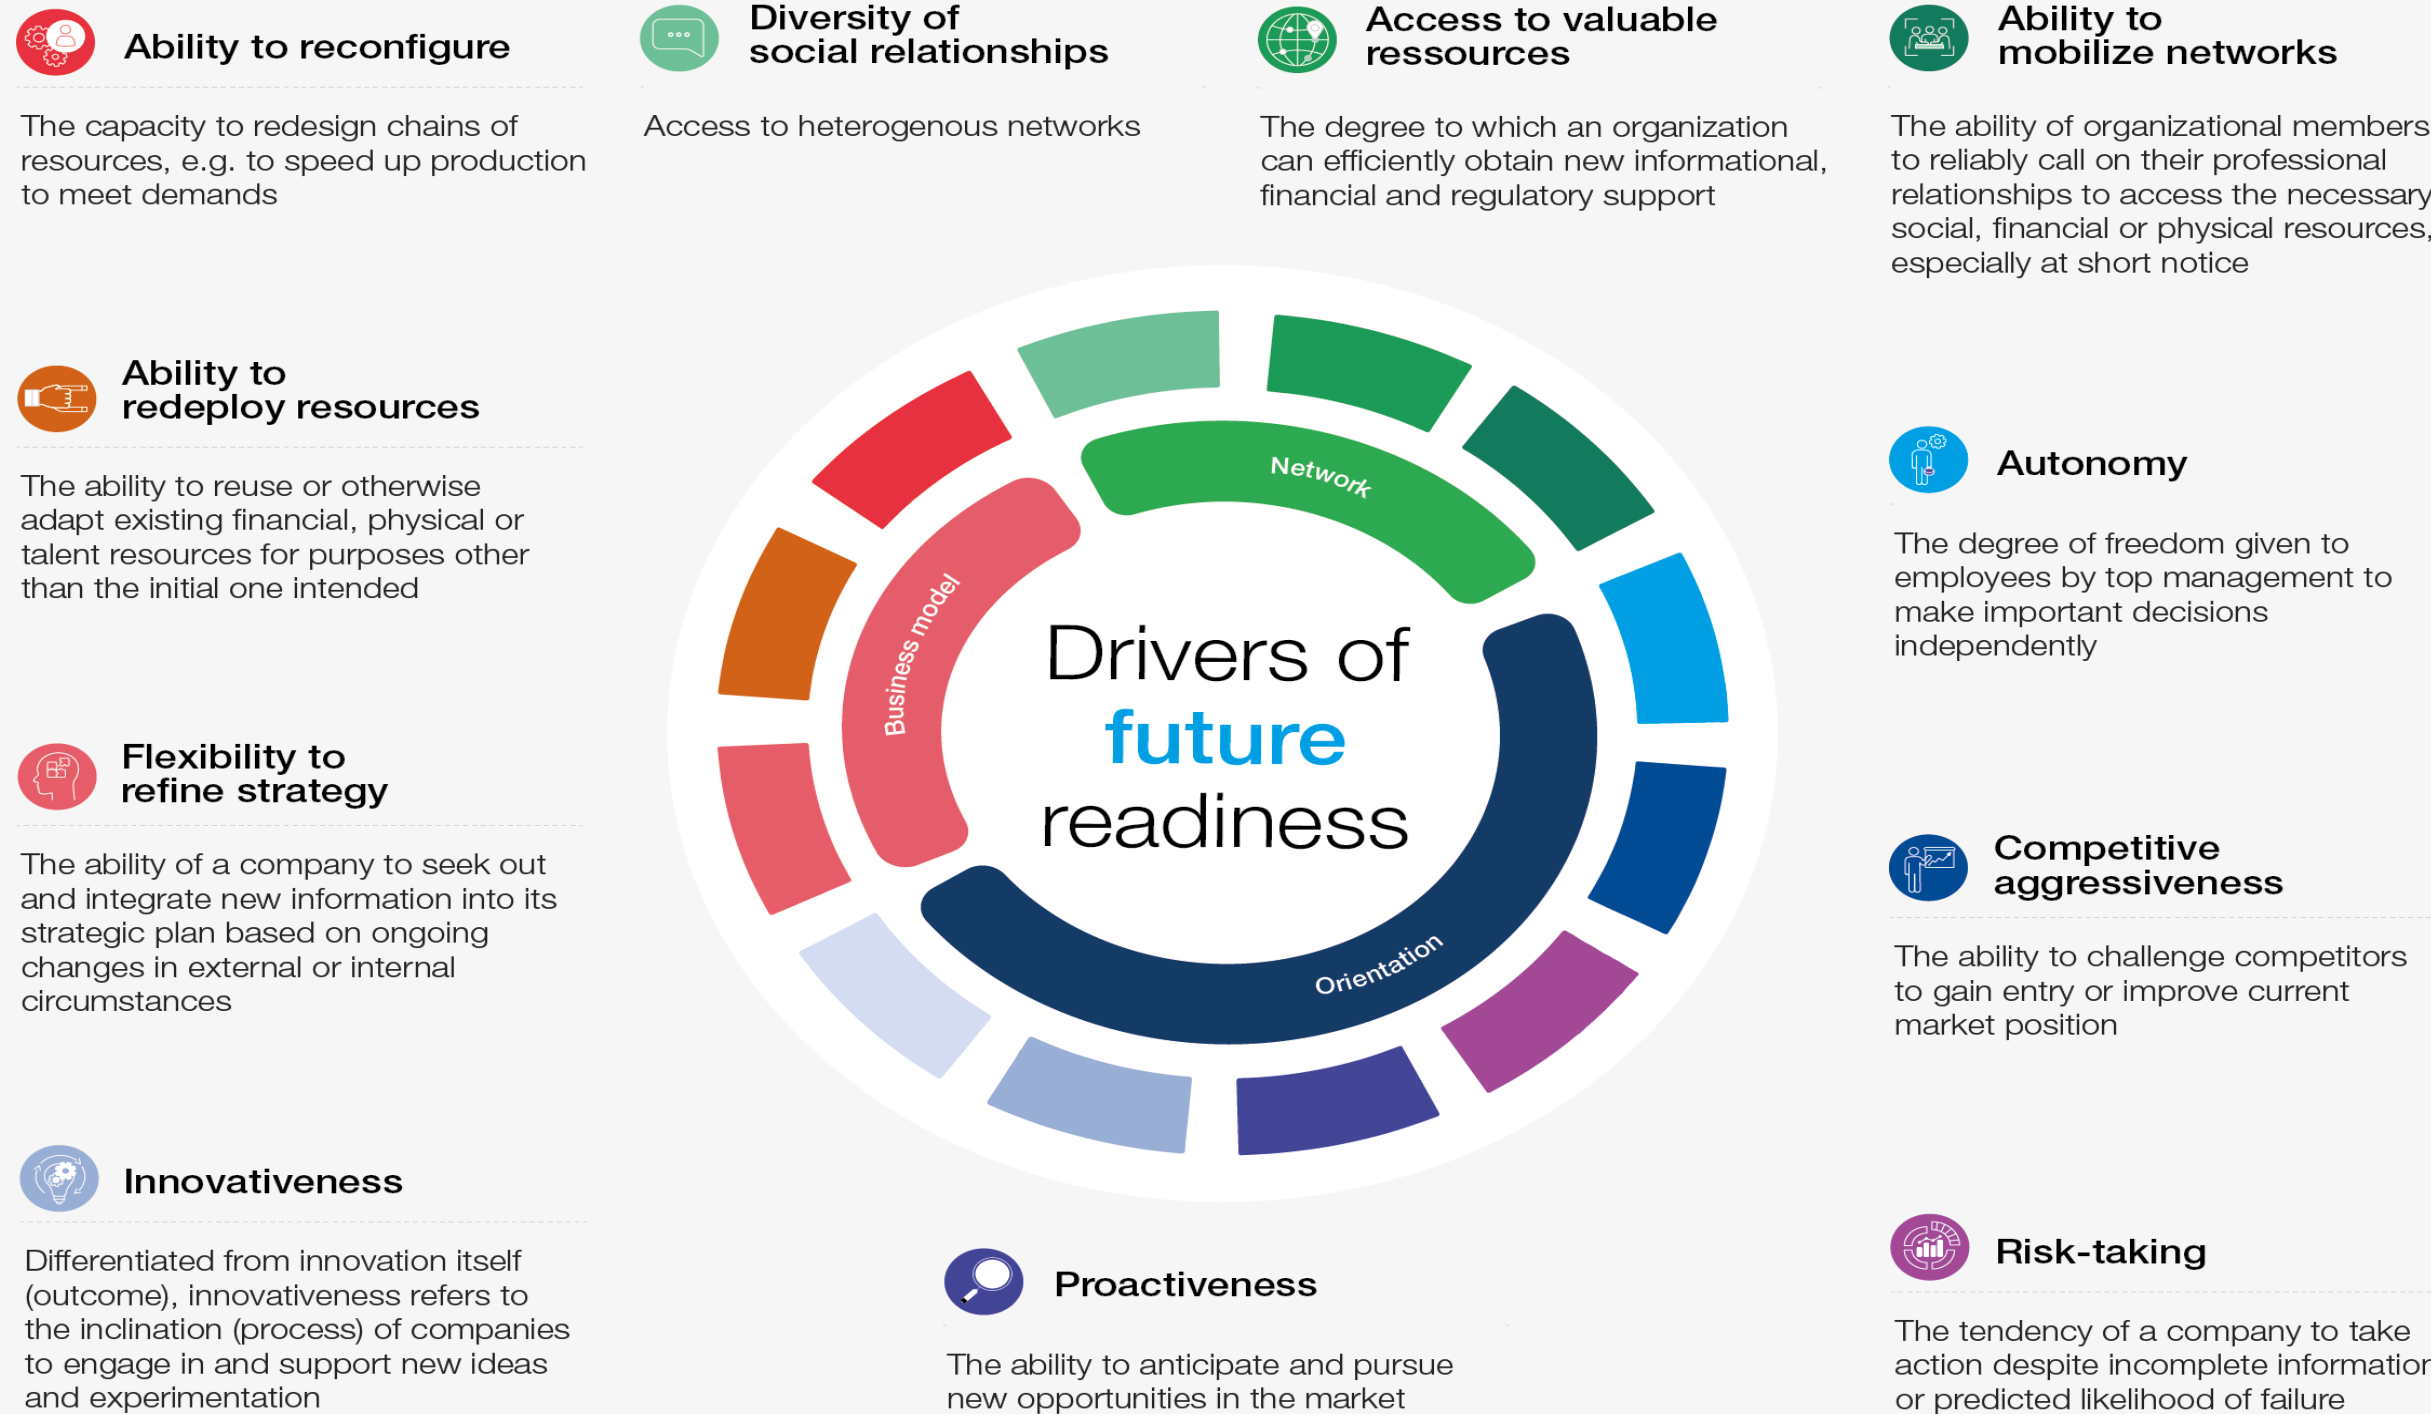 Ability to reconfigure
The capacity to redesign chains of
resources, e.g. to speed up production
to meet demands
Diversity of
social relationships
Access to heterogenous networks
Access to valuable
ressources
The degree to which an organization
can efficiently obtain new informational,
financial and regulatory support
Ability to
mobilize networks
The ability of organizational members
to reliably call on their professional
relationships to access the necessary
social, financial or physical resources,
especially at short notice
Ability to
redeploy resources
The ability to reuse or otherwise
adapt existing financial, physical or
talent resources for purposes other
than the initial one intended
Flexibility to
refine strategy
The ability of a company to seek out
and integrate new information into its
strategic plan based on ongoing
changes in external or internal
circumstances
Innovativeness
Differentiated from innovation itself
(outcome), innovativeness refers to
the inclination (process) of companies
to engage in and support new ideas
and experimentation
Network
Business model
Drivers of
future
readiness
Orientation
Proactiveness
The ability to anticipate and pursue
new opportunities in the market
Autonomy
The degree of freedom given to
employees by top management to
make important decisions
independently
Competitive
aggressiveness
The ability to challenge competitors
to gain entry or improve current
market position
Risk-taking
The tendency of a company to take
action despite incomplete information
or predicted likelihood of failure